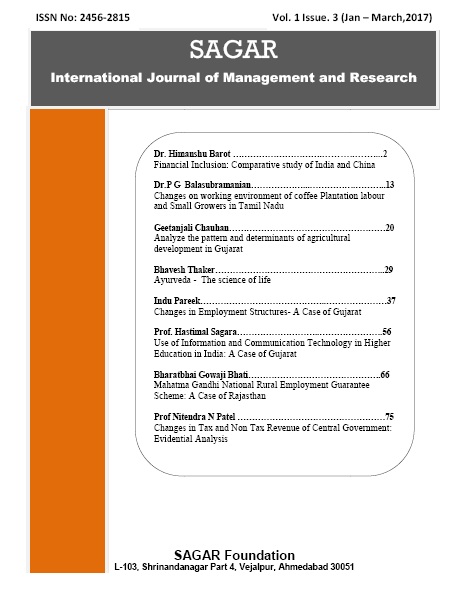 ISSN No: 2456-2815 Vol. 1 Issue. 3 (Jan – March,2017)
SAGAR
International Journal of Management and Research
Dr. Himanshu Barot ……………………………………..2
Financial Inclusion: Comparative study of India and China
Dr.P G Balasubramanian…………………………………..13
Changes on working environment of coffee Plantation labour
and Small Growers in Tamil Nadu
Geetanjali Chauhan………………………………………20
Analyze the pattern and determinants of agricultural
development in Gujarat
Bhavesh Thaker…………………………………………..29
Ayurveda - The science of life
Indu Pareek………………………………………………37
Changes in Employment Structures- A Case of Gujarat
Prof. Hastimal Sagara…………………………………….56
Use of Information and Communication Technology in Higher
Education in India: A Case of Gujarat
Bharatbhai Gowaji Bhati…………………………………66
Mahatma Gandhi National Rural Employment Guarantee
Scheme: A Case of Rajasthan
Prof Nitendra N Patel ……………………………………75
Changes in Tax and Non Tax Revenue of Central Government:
Evidential Analysis
SAGAR Foundation
L-103, Shrinandanagar Part 4, Vejalpur, Ahmedabad 30051